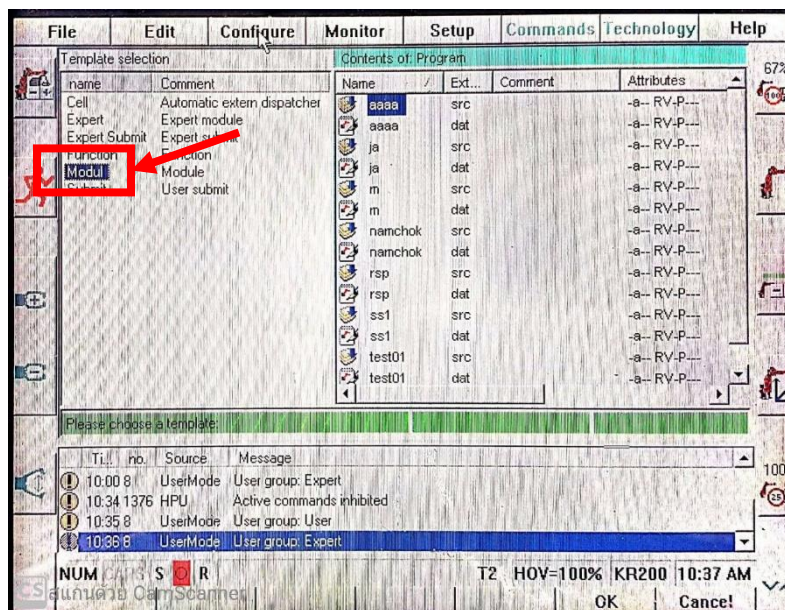 File Edit Configure Monitor Setup Commands Technology Help
Template selection
name Comment
Cell Automatic extern dispatcher
Expert Expert module
Expert Submit Expert submit
Function Function
Modul Module
Submit User submit
Contents of: Program
Name / Ext... Comment Attributes
aaaa src -a-- RV-P---
aaaa dat -a-- RV-P---
ja src -a-- RV-P---
ja dat -a-- RV-P---
m src -a-- RV-P---
m dat -a-- RV-P---
namchok src -a-- RV-P---
namchok dat -a-- RV-P---
rsp src -a-- RV-P---
rsp dat -a-- RV-P---
ss1 src -a-- RV-P---
ss1 dat -a-- RV-P---
test01 src -a-- RV-P---
test01 dat -a-- RV-P---
67%
100
Please choose a template:
Ti... no. Source Message
10:00 8 UserMode User group: Expert
10:34 1376 HPU Active commands inhibited
10:35 8 UserMode User group: User
10:36 8 UserMode User group: Expert
100
25
NUM CAPS S O R T2 HOV=100% KR200 10:37 AM
CS สแกนด้วย CamScanner
OK Cancel